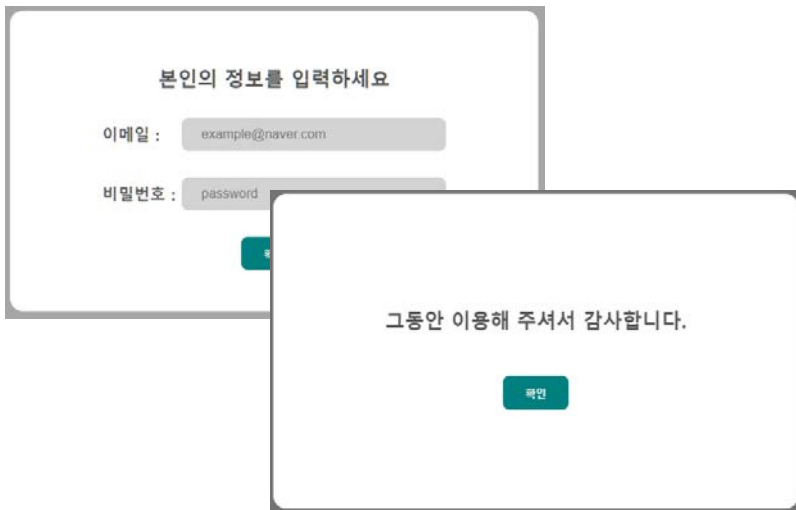 본인의 정보를 입력하세요
이메일 : example@naver.com
비밀번호 : password
그동안 이용해 주셔서 감사합니다.
확인